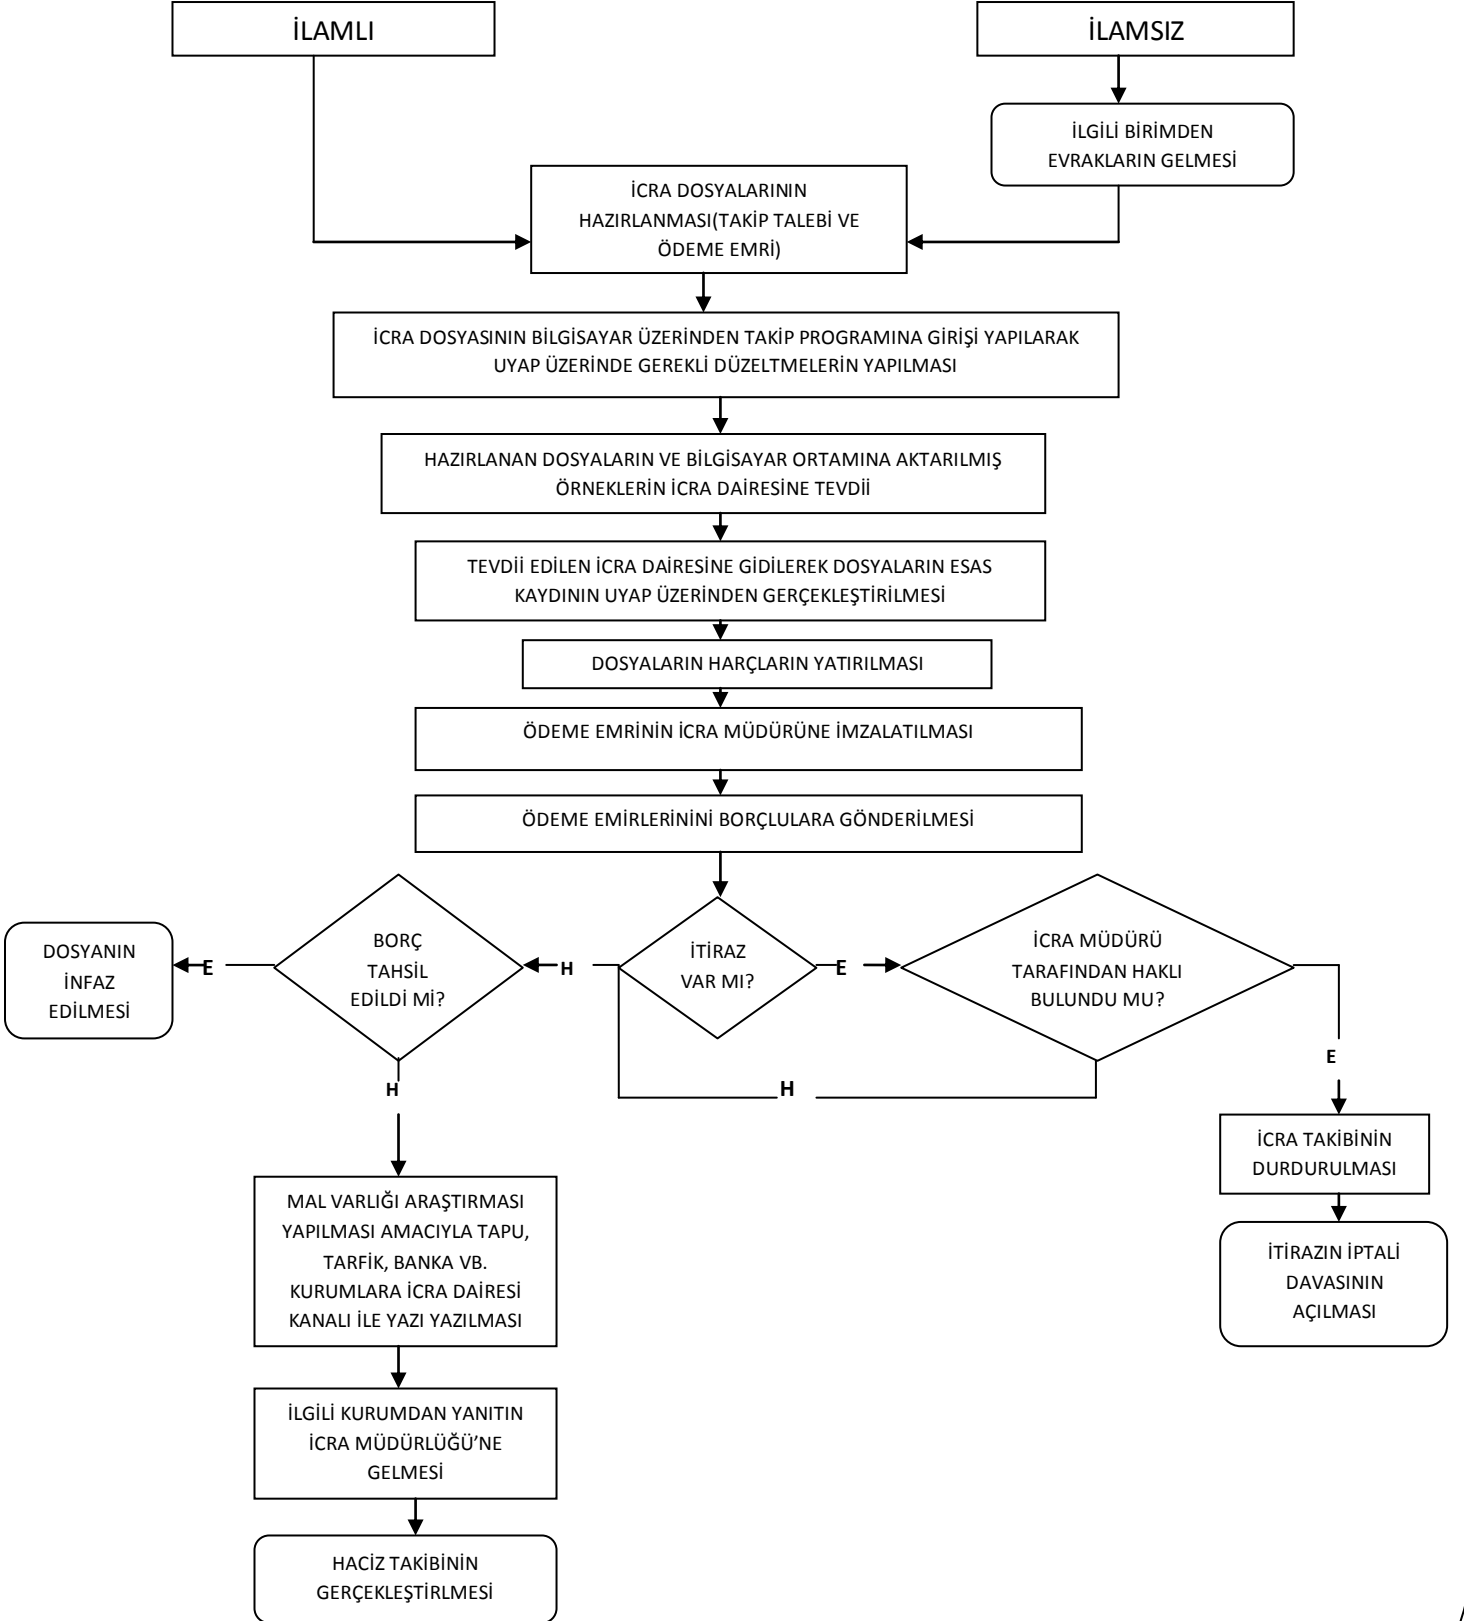 İLAMLI
İLAMSIZ
İLGİLİ BİRİMDEN
EVRAKLARIN GELMESİ
İCRA DOSYALARININ
HAZIRLANMASI(TAKİP TALEBİ VE
ÖDEME EMRİ)
İCRA DOSYASININ BİLGİSAYAR ÜZERİNDEN TAKİP PROGRAMINA GİRİŞİ YAPILARAK
UYAP ÜZERİNDE GEREKLİ DÜZELTMELERİN YAPILMASI
HAZIRLANAN DOSYALARIN VE BİLGİSAYAR ORTAMINA AKTARILMIŞ
ÖRNEKLERİN İCRA DAİRESİNE TEVDİİ
TEVDİİ EDİLEN İCRA DAİRESİNE GİDİLEREK DOSYALARIN ESAS
KAYDININ UYAP ÜZERİNDEN GERÇEKLEŞTİRİLMESİ
DOSYALARIN HARÇLARIN YATIRILMASI
ÖDEME EMRİNİN İCRA MÜDÜRÜNE İMZALATILMASI
ÖDEME EMİRLERİNİNİ BORÇLULARA GÖNDERİLMESİ
DOSYANIN
İNFAZ
EDİLMESİ
E
BORÇ
TAHSİL
EDİLDİ Mİ?
H
İTİRAZ
VAR MI?
E
İCRA MÜDÜRÜ
TARAFINDAN HAKLI
BULUNDU MU?
E
H
H
İCRA TAKİBİNİN
DURDURULMASI
İTİRAZIN İPTALİ
DAVASININ
AÇILMASI
MAL VARLIĞI ARAŞTIRMASI
YAPILMASI AMACIYLA TAPU,
TARFİK, BANKA VB.
KURUMLARA İCRA DAİRESİ
KANALI İLE YAZI YAZILMASI
İLGİLİ KURUMDAN YANITIN
İCRA MÜDÜRLÜĞÜ’NE
GELMESİ
HACİZ TAKİBİNİN
GERÇEKLEŞTİRLMESİ